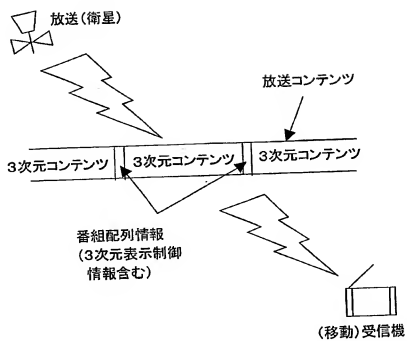 放送（衛星）
放送コンテンツ
3次元コンテンツ 3次元コンテンツ 3次元コンテンツ
番組配列情報
（3次元表示制御
情報含む）
（移動）受信機